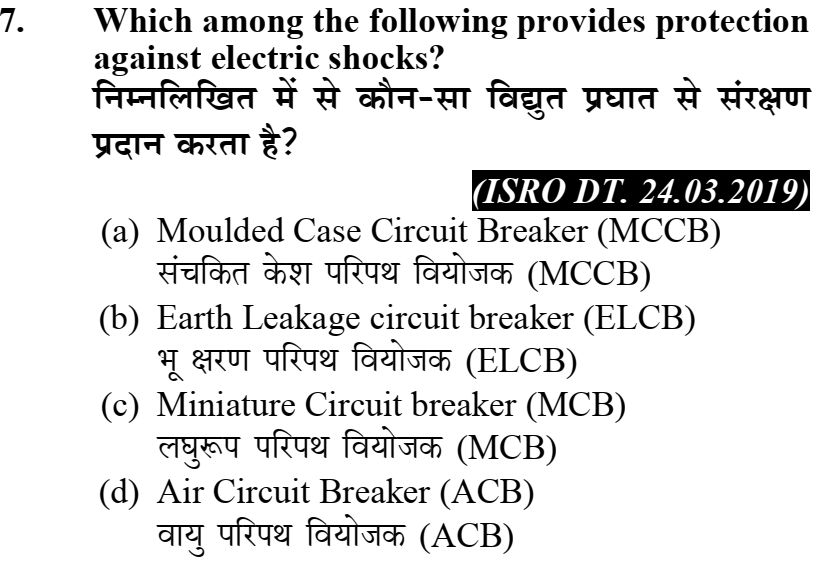 7. Which among the following provides protection
against electric shocks?
निम्नलिखित में से कौन-सा विद्युत प्रघात से संरक्षण
प्रदान करता है?
(ISRO DT. 24.03.2019)
(a) Moulded Case Circuit Breaker (MCCB)
संचकित केश परिपथ वियोजक (MCCB)
(b) Earth Leakage circuit breaker (ELCB)
भू क्षरण परिपथ वियोजक (ELCB)
(c) Miniature Circuit breaker (MCB)
लघुरूप परिपथ वियोजक (MCB)
(d) Air Circuit Breaker (ACB)
वायु परिपथ वियोजक (ACB)